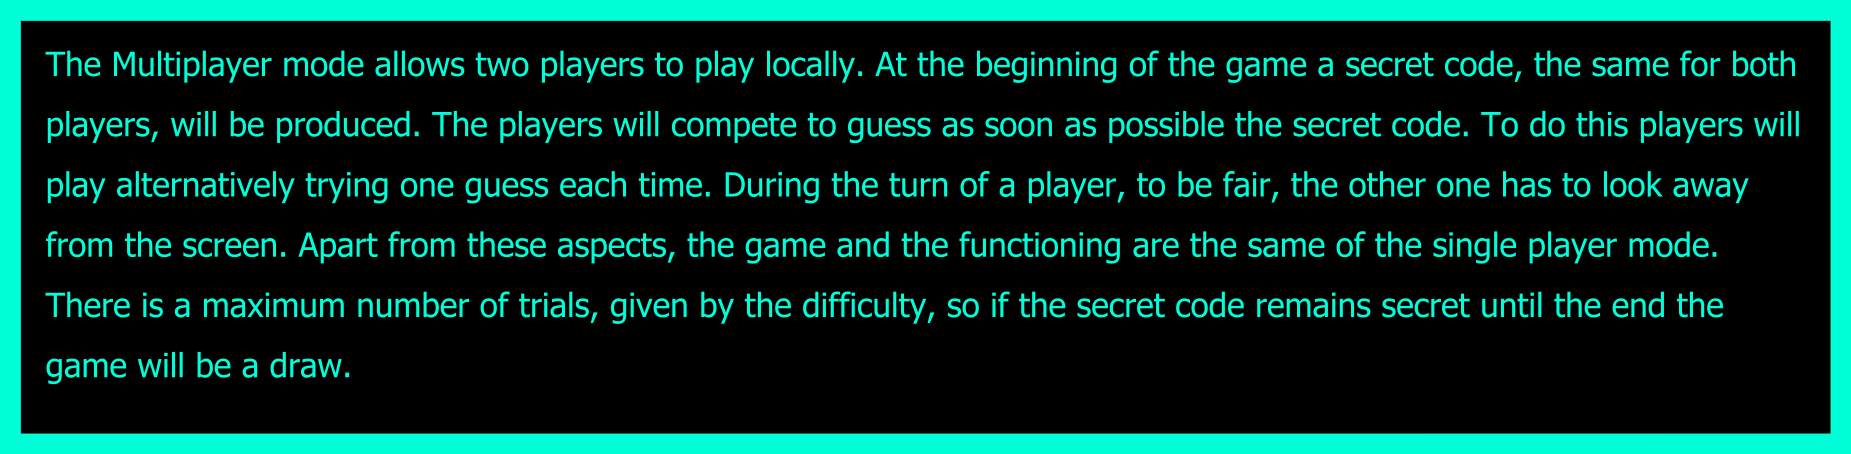 The Multiplayer mode allows two players to play locally. At the beginning of the game a secret code, the same for both
players, will be produced. The players will compete to guess as soon as possible the secret code. To do this players will
play alternatively trying one guess each time. During the turn of a player, to be fair, the other one has to look away
from the screen. Apart from these aspects, the game and the functioning are the same of the single player mode.
There is a maximum number of trials, given by the difficulty, so if the secret code remains secret until the end the
game will be a draw.